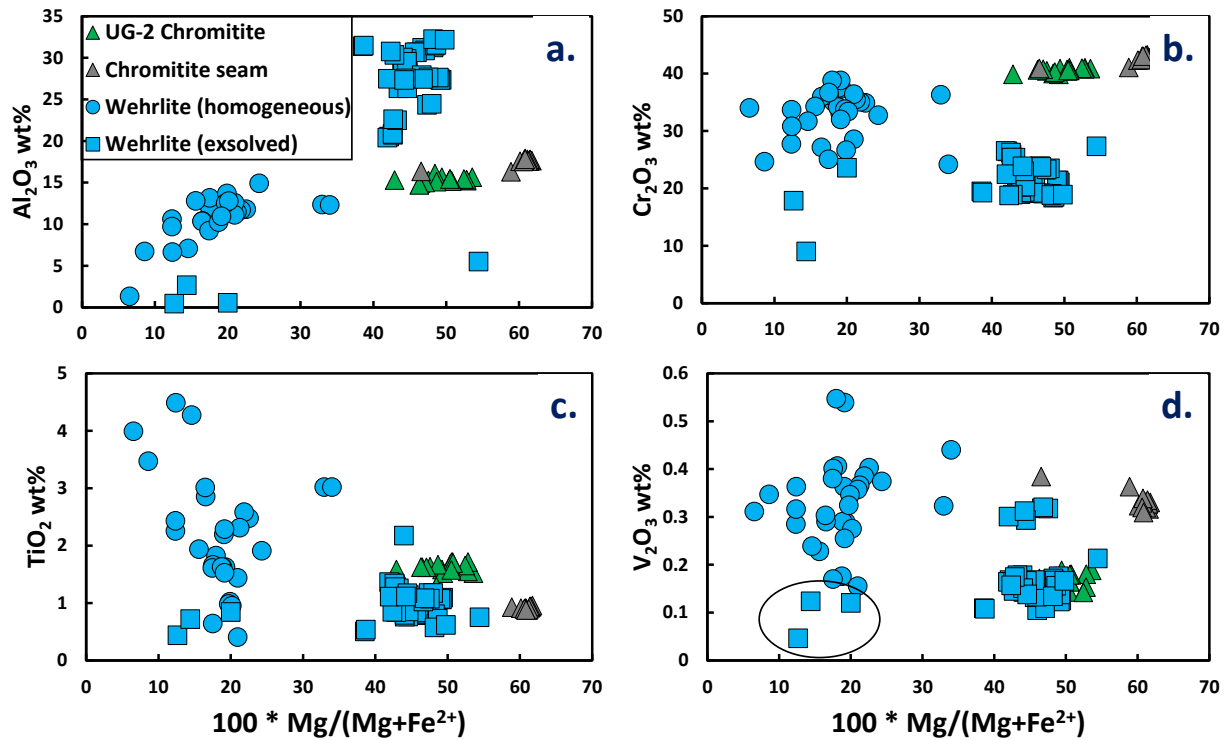 UG-2 Chromitite
Chromitite seam
Wehrlite (homogeneous)
Wehrlite (exsolved)
a.
Al₂O₃ wt%
35
30
25
20
15
10
5
0
0 10 20 30 40 50 60 70
b.
Cr₂O₃ wt%
50
40
30
20
10
0
0 10 20 30 40 50 60 70
c.
TiO₂ wt%
5
4
3
2
1
0
0 10 20 30 40 50 60 70
100 * Mg/(Mg+Fe²⁺)
d.
V₂O₃ wt%
0.6
0.5
0.4
0.3
0.2
0.1
0
0 10 20 30 40 50 60 70
100 * Mg/(Mg+Fe²⁺)